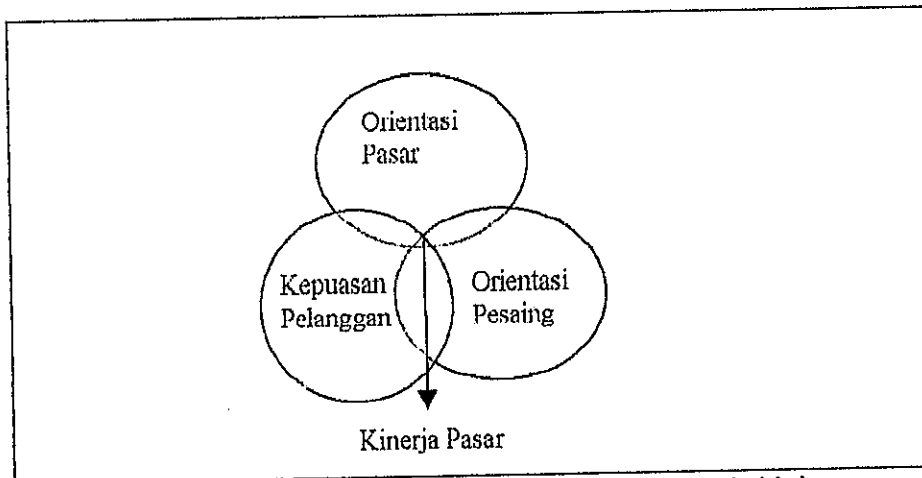 Orientasi
Pasar
Kepuasan
Pelanggan
Orientasi
Pesaing
Kinerja Pasar